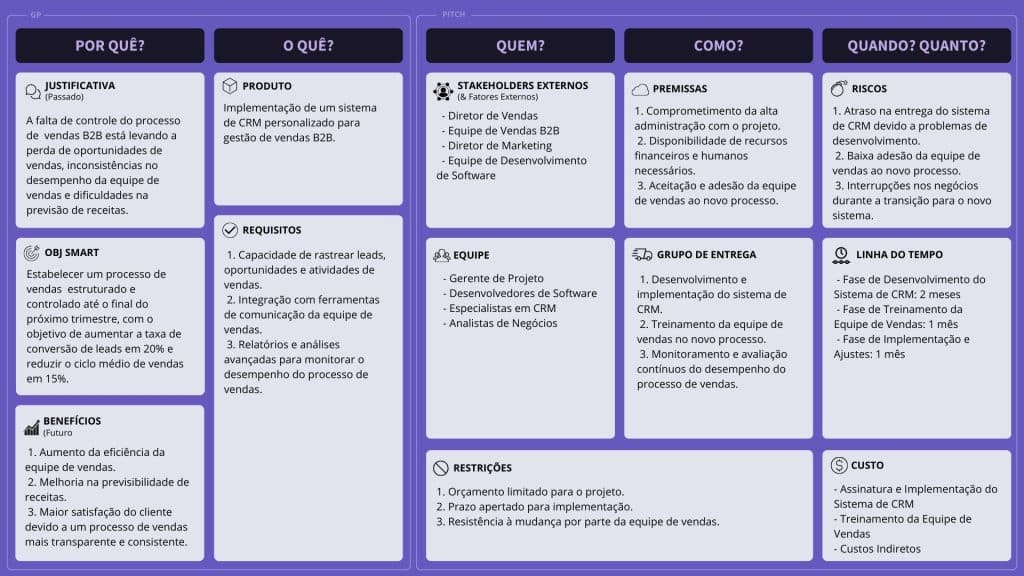 GP
PITCH
POR QUÊ?
O QUÊ?
QUEM?
COMO?
QUANDO? QUANTO?
JUSTIFICATIVA
(Passado)
A falta de controle do processo
de vendas B2B está levando a
perda de oportunidades de
vendas, inconsistências no
desempenho da equipe de
vendas e dificuldades na
previsão de receitas.
OBJ SMART
Estabelecer um processo de
vendas estruturado e
controlado até o final do
próximo trimestre, com o
objetivo de aumentar a taxa de
conversão de leads em 20% e
reduzir o ciclo médio de vendas
em 15%.
BENEFÍCIOS
(Futuro
1. Aumento da eficiência da
equipe de vendas.
2. Melhoria na previsibilidade de
receitas.
3. Maior satisfação do cliente
devido a um processo de vendas
mais transparente e consistente.
PRODUTO
Implementação de um sistema
de CRM personalizado para
gestão de vendas B2B.
REQUISITOS
1. Capacidade de rastrear leads,
oportunidades e atividades de
vendas.
2. Integração com ferramentas
de comunicação da equipe de
vendas.
3. Relatórios e análises
avançadas para monitorar o
desempenho do processo de
vendas.
STAKEHOLDERS EXTERNOS
(& Fatores Externos)
- Diretor de Vendas
- Equipe de Vendas B2B
- Diretor de Marketing
- Equipe de Desenvolvimento
de Software
EQUIPE
- Gerente de Projeto
- Desenvolvedores de Software
- Especialistas em CRM
- Analistas de Negócios
PREMISSAS
1. Comprometimento da alta
administração com o projeto.
2. Disponibilidade de recursos
financeiros e humanos
necessários.
3. Aceitação e adesão da equipe
de vendas ao novo processo.
GRUPO DE ENTREGA
1. Desenvolvimento e
implementação do sistema de
CRM.
2. Treinamento da equipe de
vendas no novo processo.
3. Monitoramento e avaliação
contínuos do desempenho do
processo de vendas.
RESTRIÇÕES
1. Orçamento limitado para o projeto.
2. Prazo apertado para implementação.
3. Resistência à mudança por parte da equipe de vendas.
RISCOS
1. Atraso na entrega do sistema
de CRM devido a problemas de
desenvolvimento.
2. Baixa adesão da equipe de
vendas ao novo processo.
3. Interrupções nos negócios
durante a transição para o novo
sistema.
LINHA DO TEMPO
- Fase de Desenvolvimento do
Sistema de CRM: 2 meses
- Fase de Treinamento da
Equipe de Vendas: 1 mês
- Fase de Implementação e
Ajustes: 1 mês
CUSTO
- Assinatura e Implementação do
Sistema de CRM
- Treinamento da Equipe de
Vendas
- Custos Indiretos